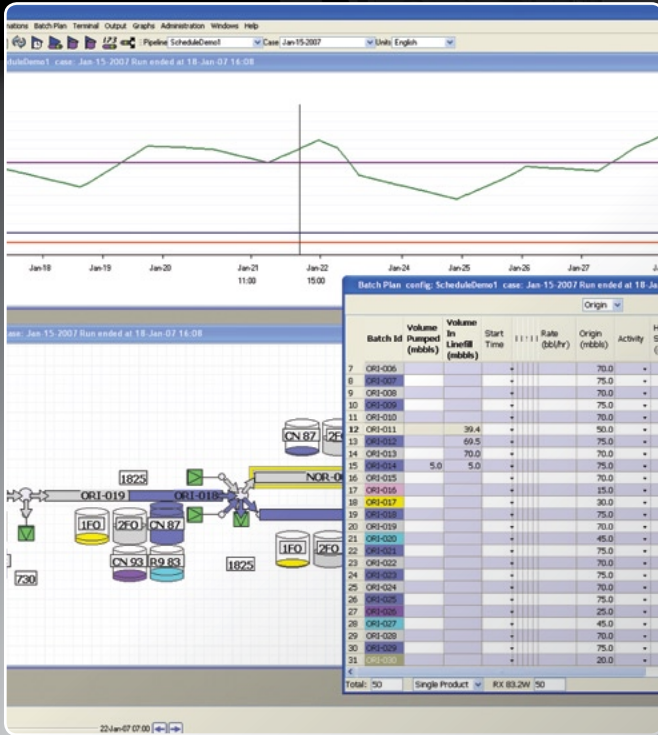 nations Batch Plan Terminal Output Graphs Administration Windows Help
Pipeline ScheduleDemo1 Case Jan-15-2007 Units English
duleDemo1 case: Jan-15-2007 Run ended at 18-Jan-07 16:08
Jan-18 Jan-19 Jan-20 Jan-21 Jan-22 Jan-24 Jan-25 Jan-26 Jan-27
11:00 15:00
Batch Plan config: ScheduleDemo1 case: Jan-15-2007 Run ended at 18-Ja
Origin
Batch Id Volume Pumped (mbbls) Volume In Linefill (mbbls) Start Time Rate (bbl/hr) Origin (mbbls) Activity
7 ORI-006 70.0
8 ORI-007 75.0
9 ORI-008 70.0
10 ORI-009 75.0
11 ORI-010 70.0
12 ORI-011 39.4 50.0
13 ORI-012 69.5 75.0
14 ORI-013 70.0 70.0
15 ORI-014 5.0 5.0 75.0
16 ORI-015 70.0
17 ORI-016 15.0
18 ORI-017 30.0
19 ORI-018 75.0
20 ORI-019 70.0
21 ORI-020 45.0
22 ORI-021 75.0
23 ORI-022 70.0
24 ORI-023 75.0
25 ORI-024 70.0
26 ORI-025 75.0
27 ORI-026 25.0
28 ORI-027 45.0
29 ORI-028 70.0
30 ORI-029 75.0
31 ORI-030 20.0
Total: 50 Single Product RX 83.2W 50
ase: Jan-15-2007 Run ended at 18-Jan-07 16:08
CN 87 2F
1825 NOR-0
ORI-019 ORI-018
1FO 2FO CN 87
1FO 2FO
CN 93 R9 83 1825
730
22-Jan-07 07:00